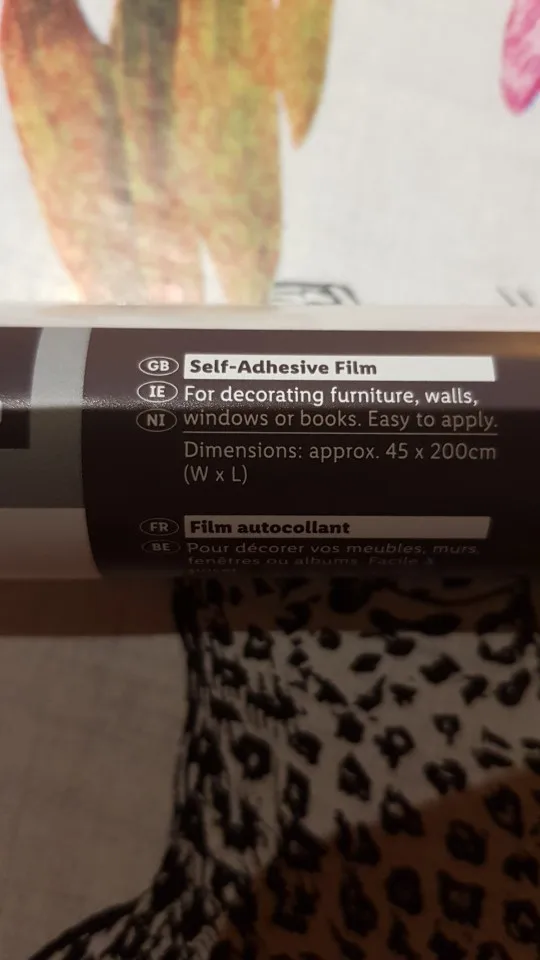 GB Self-Adhesive Film
IE For decorating furniture, walls,
NI windows or books. Easy to apply.
Dimensions: approx. 45 x 200cm
(W x L)
FR Film autocollant
BE Pour décorer vos meubles, murs,
fenêtres ou albums. Facile à